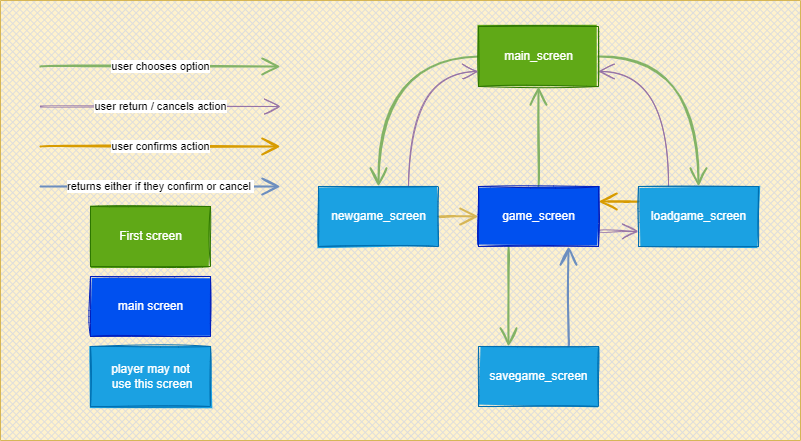 user chooses option
user return / cancels action
user confirms action
returns either if they confirm or cancel
First screen
main screen
player may not
use this screen
main_screen
newgame_screen
game_screen
loadgame_screen
savegame_screen